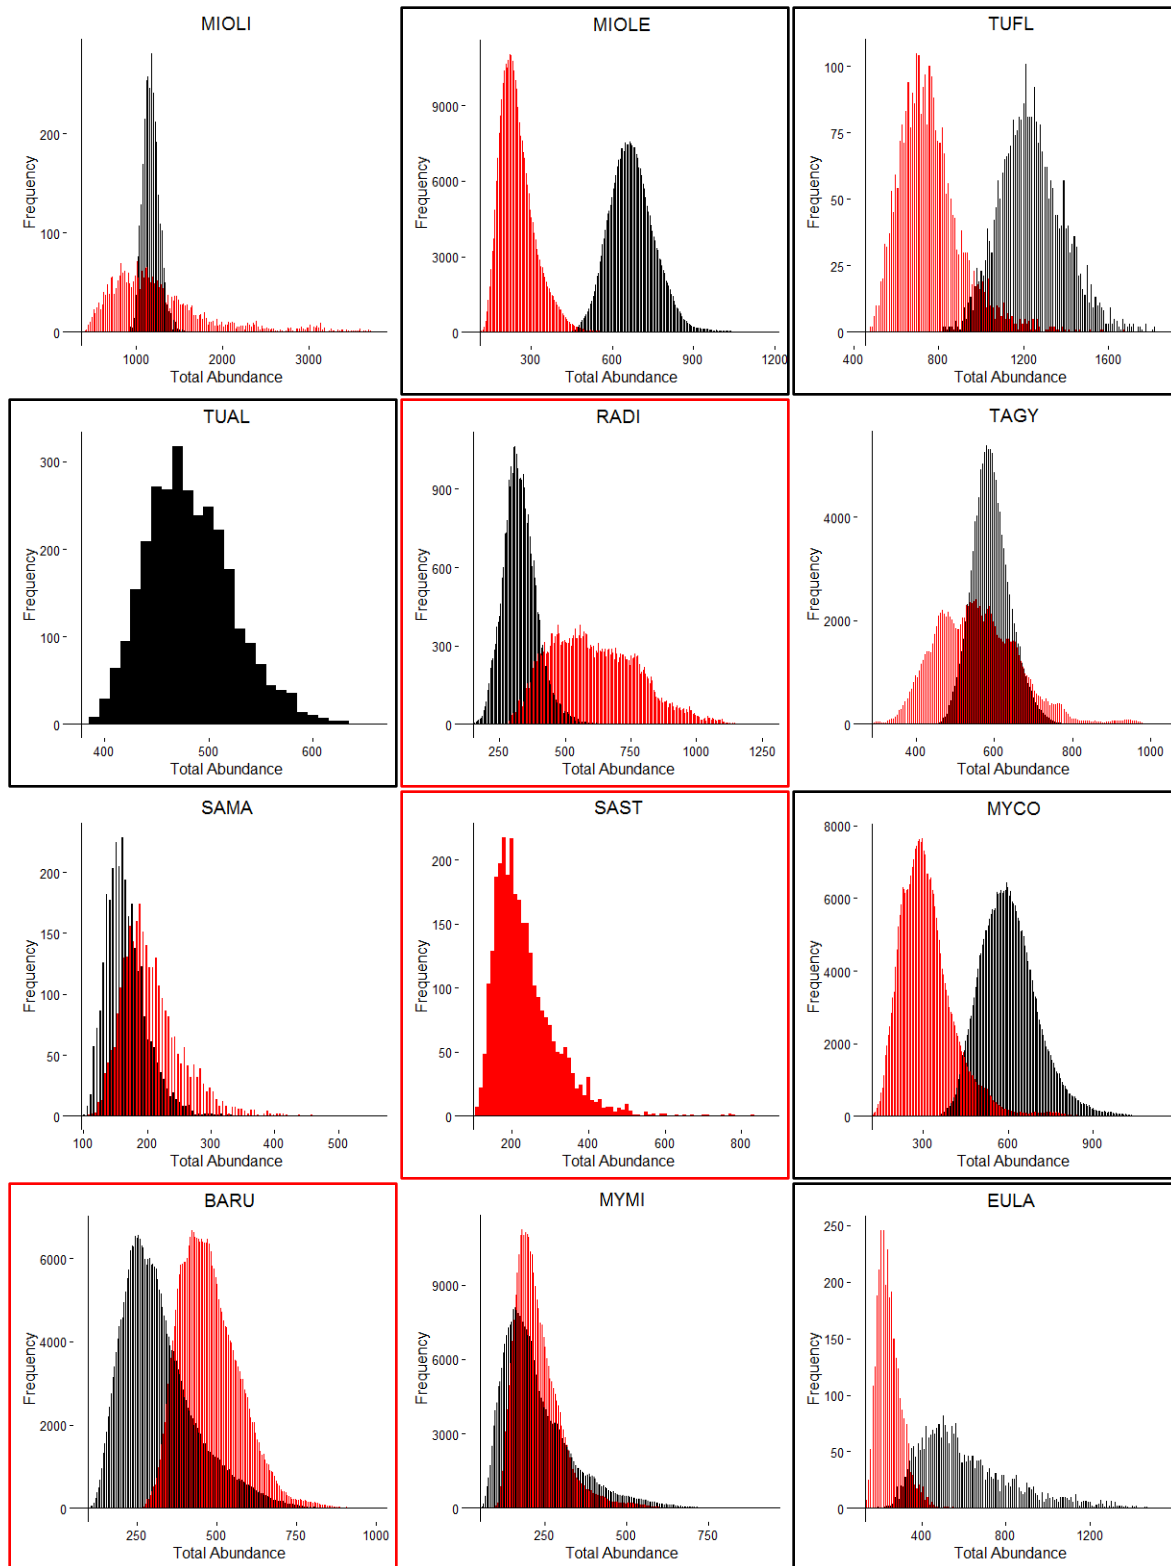 MIOLI
Frequency
200
100
0
1000 2000 3000
Total Abundance
MIOLE
Frequency
9000
6000
3000
0
300 600 900 1200
Total Abundance
TUFL
Frequency
100
75
50
25
0
400 800 1200 1600
Total Abundance
TUAL
Frequency
300
200
100
0
400 500 600
Total Abundance
RADI
Frequency
900
600
300
0
250 500 750 1000 1250
Total Abundance
TAGY
Frequency
4000
2000
0
400 600 800 1000
Total Abundance
SAMA
Frequency
200
150
100
50
0
100 200 300 400 500
Total Abundance
SAST
Frequency
200
150
100
50
0
200 400 600 800
Total Abundance
MYCO
Frequency
8000
6000
4000
2000
0
300 600 900
Total Abundance
BARU
Frequency
6000
4000
2000
0
250 500 750 1000
Total Abundance
MYMI
Frequency
9000
6000
3000
0
250 500 750
Total Abundance
EULA
Frequency
250
200
150
100
50
0
400 800 1200
Total Abundance